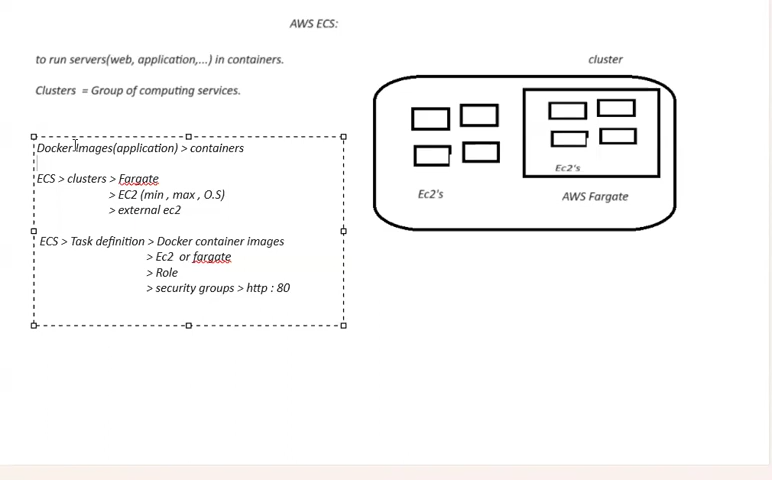 AWS ECS:
to run servers(web, application,...) in containers.
Clusters = Group of computing services.
Docker images(application) > containers
ECS > clusters > Fargate
> EC2 (min , max , O.S)
> external ec2
ECS > Task definition > Docker container images
> Ec2 or fargate
> Role
> security groups > http : 80
cluster
Ec2's
Ec2's
AWS Fargate